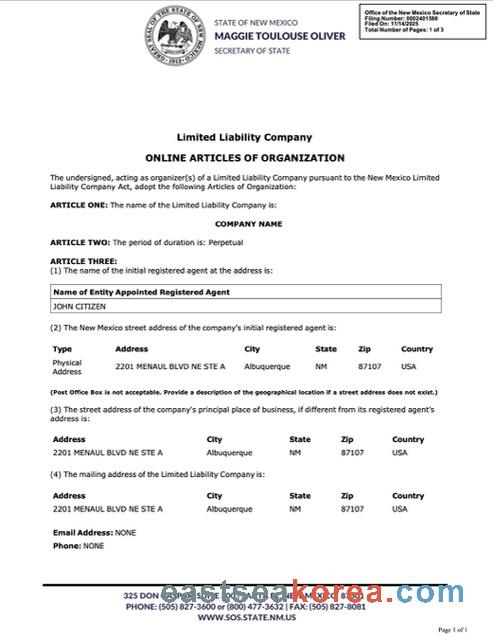 STATE OF NEW MEXICO
MAGGIE TOULOUSE OLIVER
SECRETARY OF STATE
Office of the New Mexico Secretary of State
Filing Number: 0002401588
Filed On: 11/14/2025
Total Number of Pages: 1 of 3
Limited Liability Company
ONLINE ARTICLES OF ORGANIZATION
The undersigned, acting as organizer(s) of a Limited Liability Company pursuant to the New Mexico Limited
Liability Company Act, adopt the following Articles of Organization:
ARTICLE ONE: The name of the Limited Liability Company is:
COMPANY NAME
ARTICLE TWO: The period of duration is: Perpetual
ARTICLE THREE:
(1) The name of the initial registered agent at the address is:
Name of Entity Appointed Registered Agent
JOHN CITIZEN
(2) The New Mexico street address of the company's initial registered agent is:
Type Address City State Zip Country
Physical Address 2201 MENAUL BLVD NE STE A Albuquerque NM 87107 USA
(Post Office Box is not acceptable. Provide a description of the geographical location if a street address does not exist.)
(3) The street address of the company's principal place of business, if different from its registered agent's
address is:
Address City State Zip Country
2201 MENAUL BLVD NE STE A Albuquerque NM 87107 USA
(4) The mailing address of the Limited Liability Company is:
Address City State Zip Country
2201 MENAUL BLVD NE STE A Albuquerque NM 87107 USA
Email Address: NONE
Phone: NONE
325 DON
eastseakorea.com
PHONE: (505) 827-3600 or (800) 477-3632 | FAX: (505) 827-8081
WWW.SOS.STATE.NM.US
Page 1 of 1